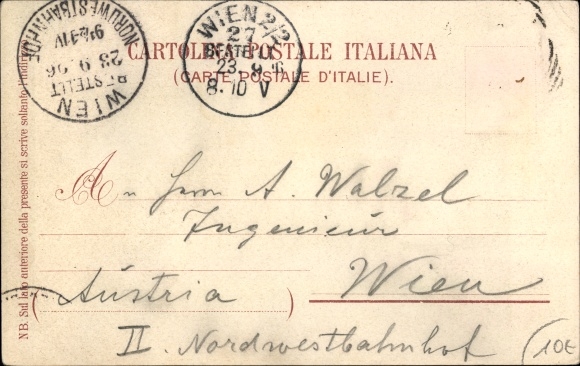 CARTOLINA POSTALE ITALIANA
(CARTE POSTALE D'ITALIE).
WIEN 2/2
27
BESTELLT
23.9.96
8-10 V
WIEN
NORDWESTBAHNHOF
BESTELLT
23.9.96
An Herrn A. Walzel
Ingenieur
Wien
(Austria)
II. Nordwestbahnhof
10E
NB. Sul lato anteriore della presente si scrive soltanto l'indirizzo